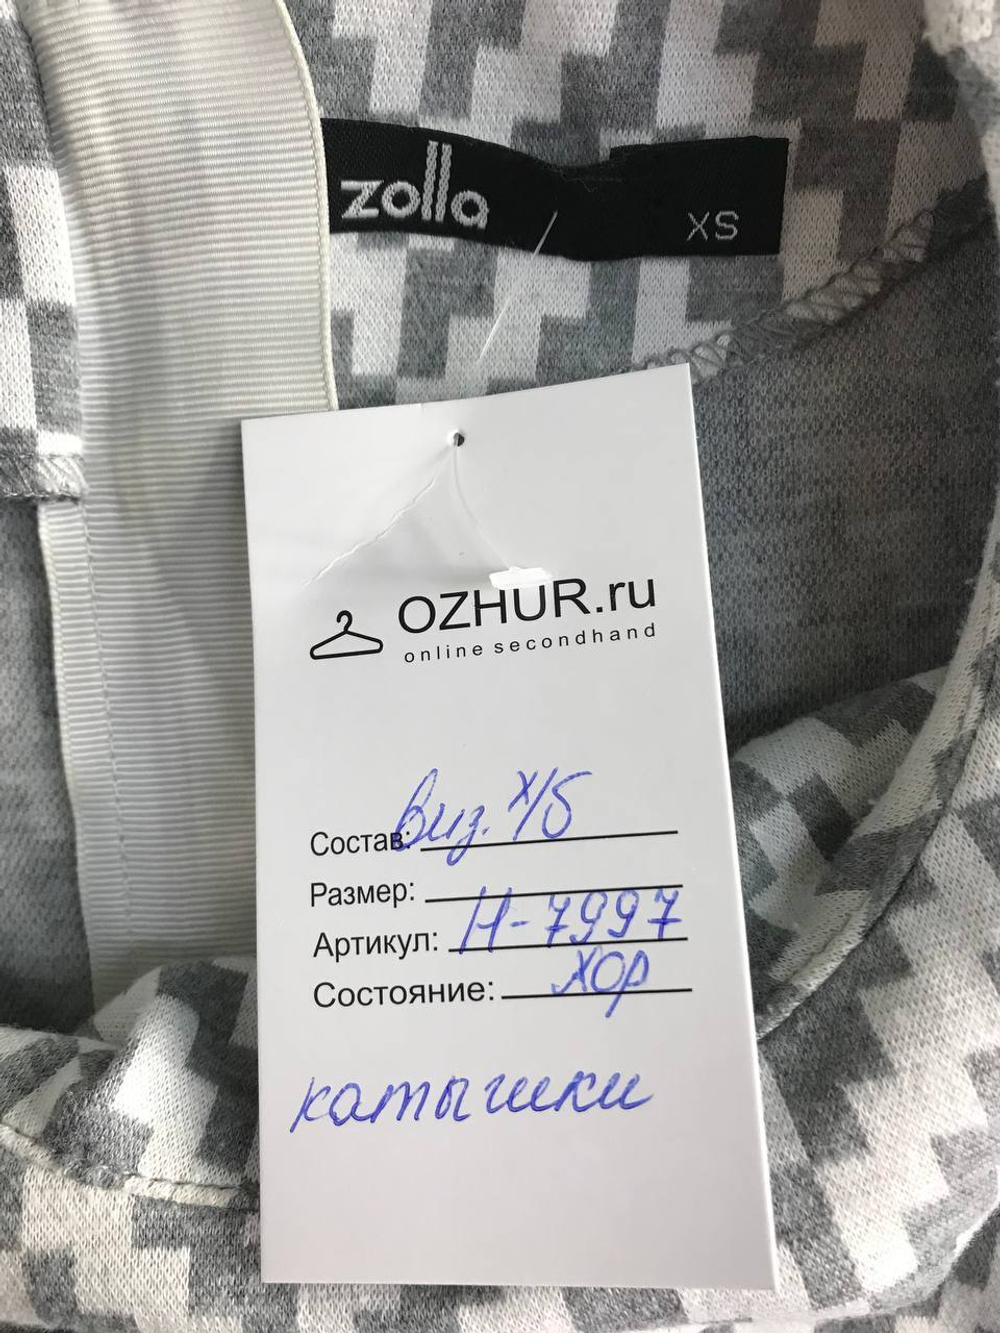 zolla
XS
OZHUR.ru
online secondhand
Состав: виз. х/б
Размер:
Артикул: Н-7997
Состояние: хор
катышки